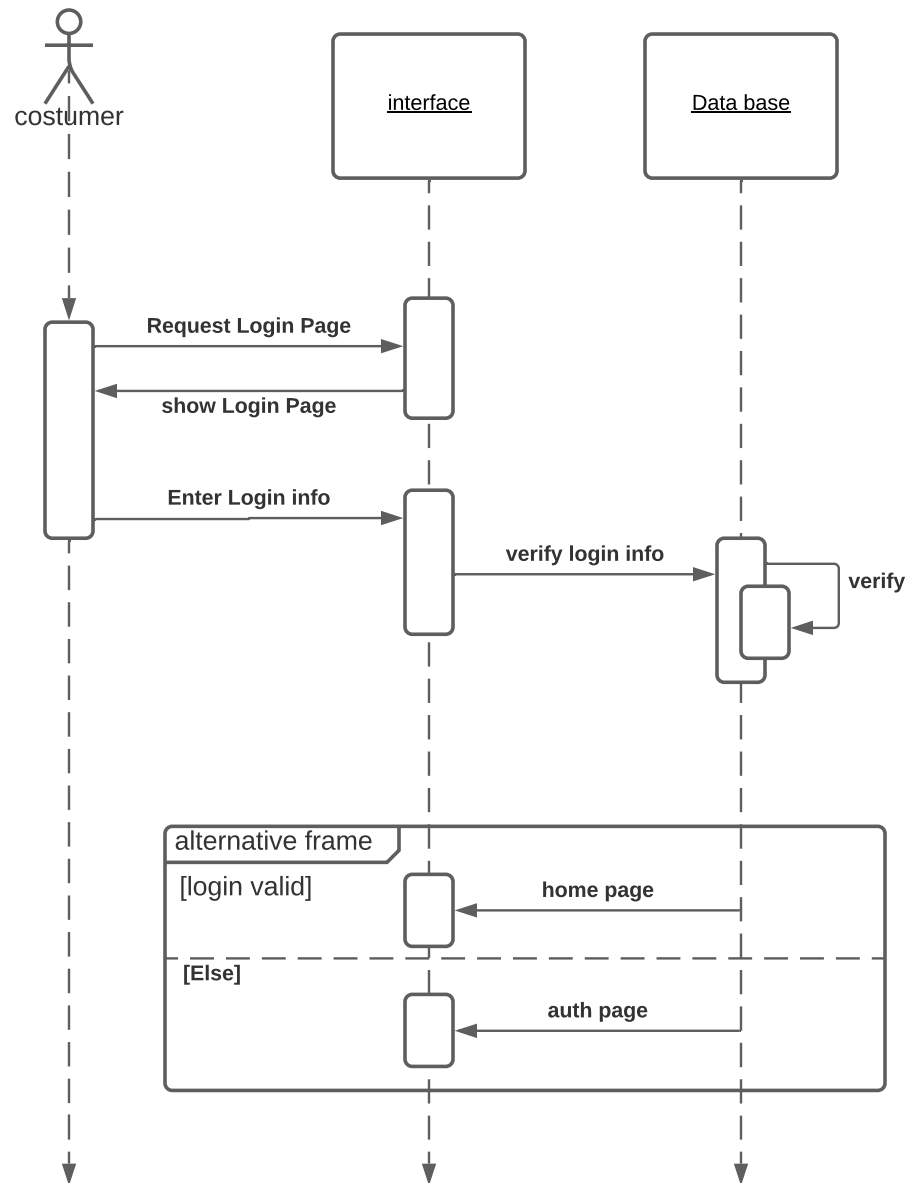 costumer
interface
Data base
Request Login Page
show Login Page
Enter Login info
verify login info
verify
alternative frame
[login valid]
home page
[Else]
auth page